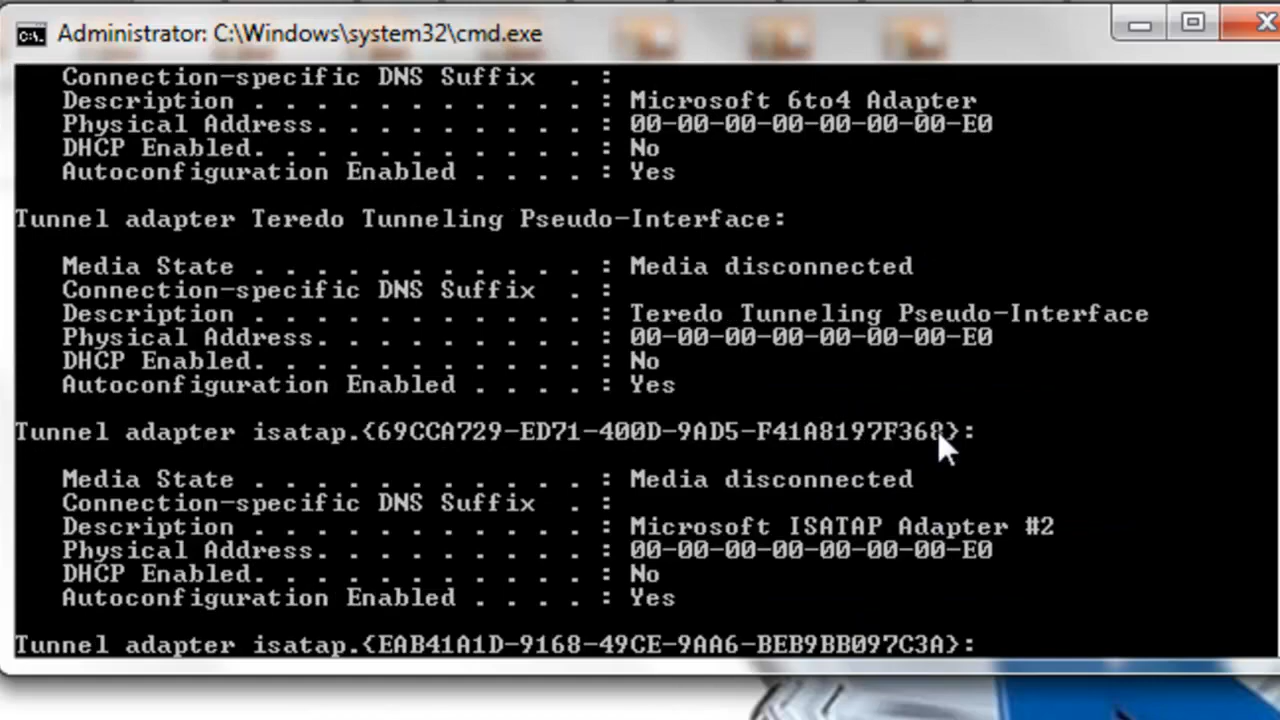 Administrator: C:\Windows\system32\cmd.exe
Connection-specific DNS Suffix . :
Description . . . . . . . . . . . : Microsoft 6to4 Adapter
Physical Address. . . . . . . . . : 00-00-00-00-00-00-00-E0
DHCP Enabled. . . . . . . . . . . : No
Autoconfiguration Enabled . . . . : Yes
Tunnel adapter Teredo Tunneling Pseudo-Interface:
Media State . . . . . . . . . . . : Media disconnected
Connection-specific DNS Suffix . :
Description . . . . . . . . . . . : Teredo Tunneling Pseudo-Interface
Physical Address. . . . . . . . . : 00-00-00-00-00-00-00-E0
DHCP Enabled. . . . . . . . . . . : No
Autoconfiguration Enabled . . . . : Yes
Tunnel adapter isatap.{69CCA729-ED71-400D-9AD5-F41A8197F368}:
Media State . . . . . . . . . . . : Media disconnected
Connection-specific DNS Suffix . :
Description . . . . . . . . . . . : Microsoft ISATAP Adapter #2
Physical Address. . . . . . . . . : 00-00-00-00-00-00-00-E0
DHCP Enabled. . . . . . . . . . . : No
Autoconfiguration Enabled . . . . : Yes
Tunnel adapter isatap.{EAB41A1D-9168-49CE-9AA6-BEB9BB097C3A}: